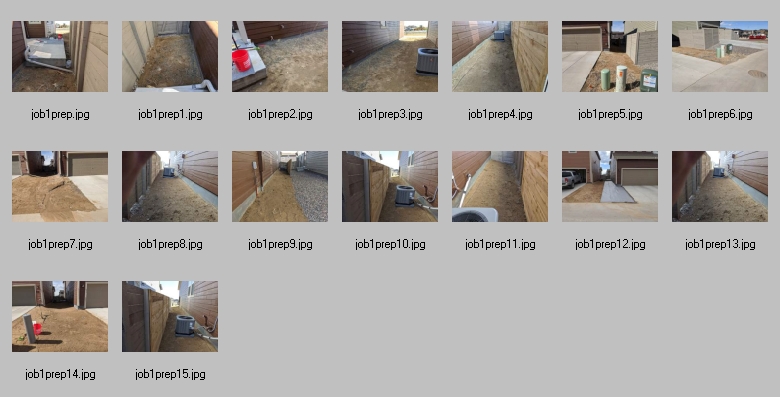 job1prep.jpg
job1prep1.jpg
job1prep2.jpg
job1prep3.jpg
job1prep4.jpg
job1prep5.jpg
job1prep6.jpg
job1prep7.jpg
job1prep8.jpg
job1prep9.jpg
job1prep10.jpg
job1prep11.jpg
job1prep12.jpg
job1prep13.jpg
job1prep14.jpg
job1prep15.jpg